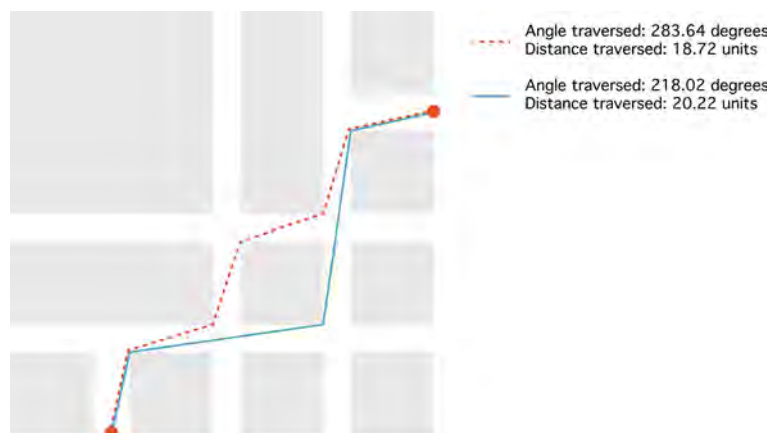 Angle traversed: 283.64 degrees
Distance traversed: 18.72 units
Angle traversed: 218.02 degrees
Distance traversed: 20.22 units